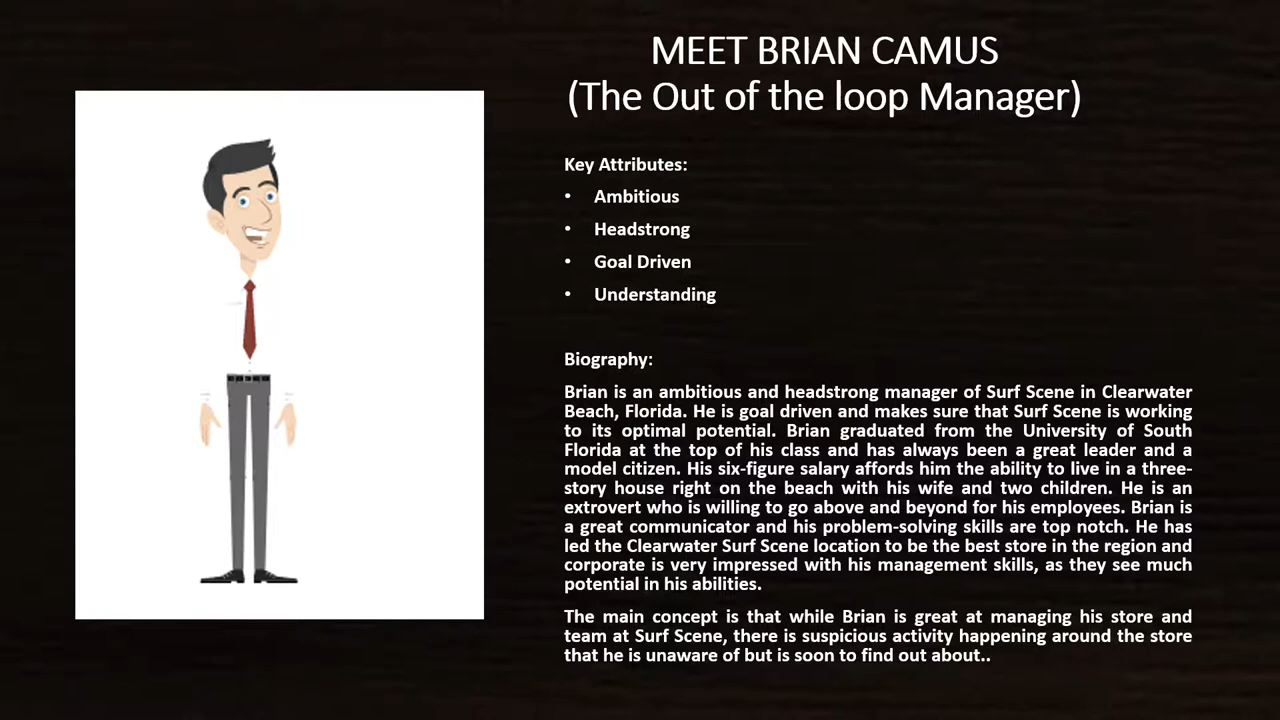 MEET BRIAN CAMUS
(The Out of the loop Manager)
Key Attributes:
• Ambitious
• Headstrong
• Goal Driven
• Understanding
Biography:
Brian is an ambitious and headstrong manager of Surf Scene in Clearwater
Beach, Florida. He is goal driven and makes sure that Surf Scene is working
to its optimal potential. Brian graduated from the University of South
Florida at the top of his class and has always been a great leader and a
model citizen. His six-figure salary affords him the ability to live in a three-
story house right on the beach with his wife and two children. He is an
extrovert who is willing to go above and beyond for his employees. Brian is
a great communicator and his problem-solving skills are top notch. He has
led the Clearwater Surf Scene location to be the best store in the region and
corporate is very impressed with his management skills, as they see much
potential in his abilities.
The main concept is that while Brian is great at managing his store and
team at Surf Scene, there is suspicious activity happening around the store
that he is unaware of but is soon to find out about..